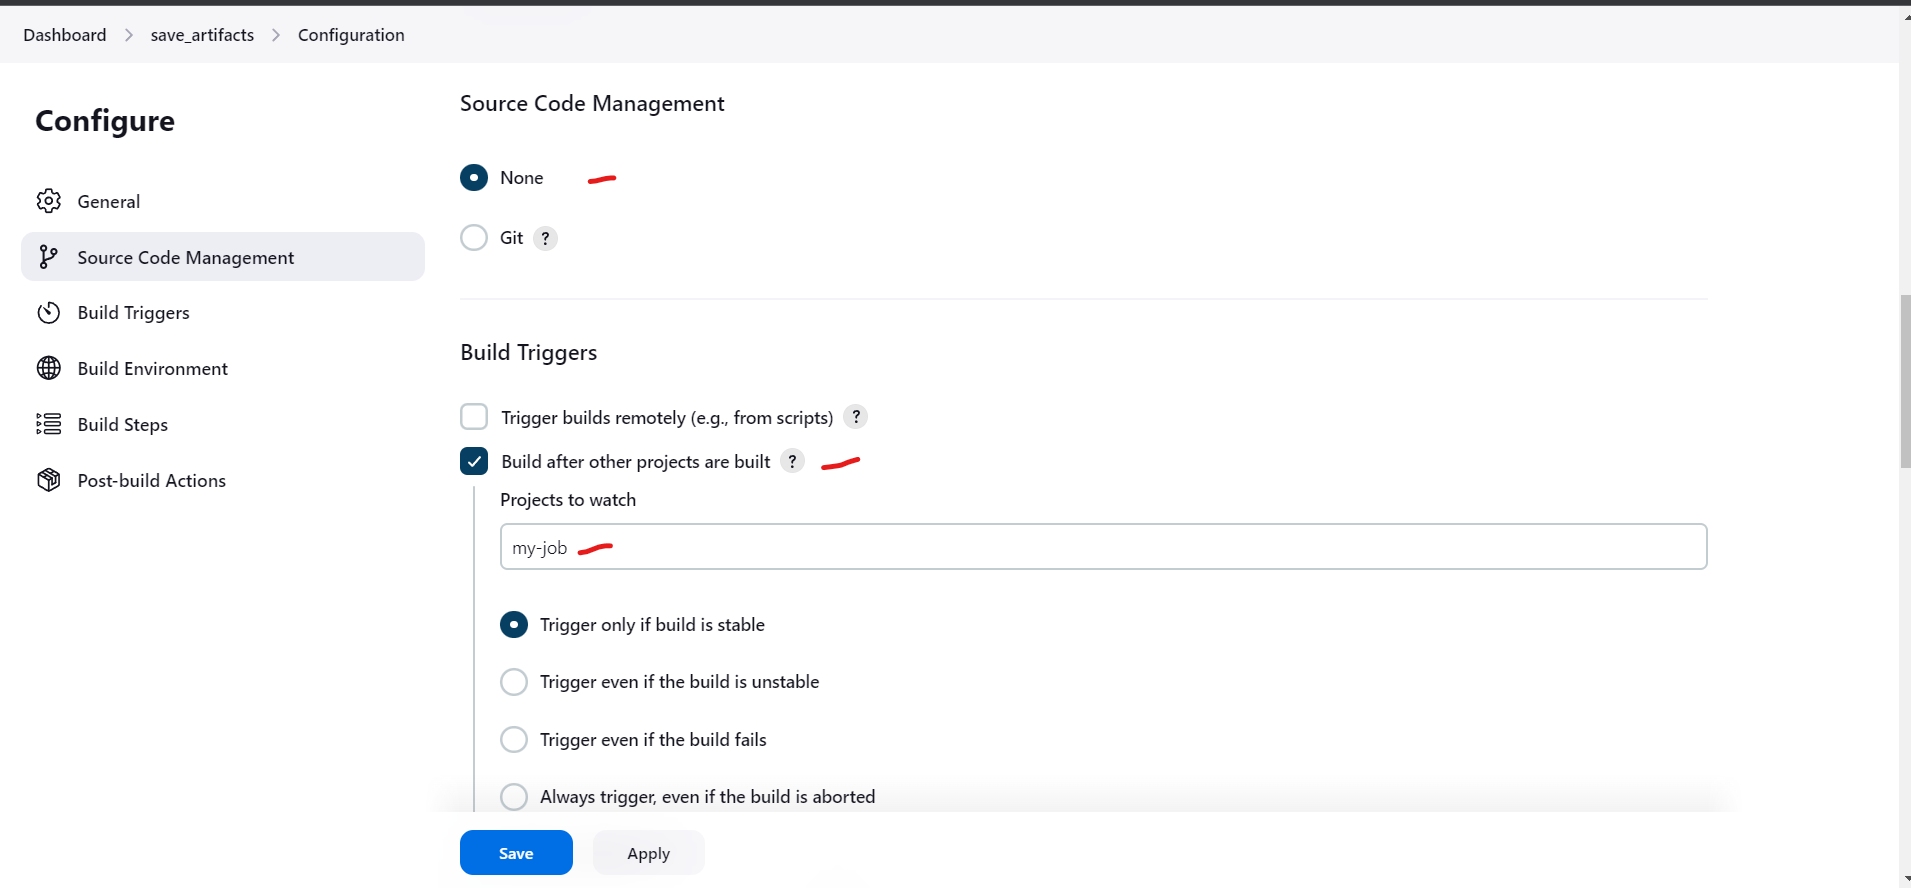 Dashboard > save_artifacts > Configuration
Configure
General
Source Code Management
Build Triggers
Build Environment
Build Steps
Post-build Actions
Source Code Management
None
Git ?
Build Triggers
Trigger builds remotely (e.g., from scripts) ?
Build after other projects are built ?
Projects to watch
my-job
Trigger only if build is stable
Trigger even if the build is unstable
Trigger even if the build fails
Always trigger, even if the build is aborted
Save Apply